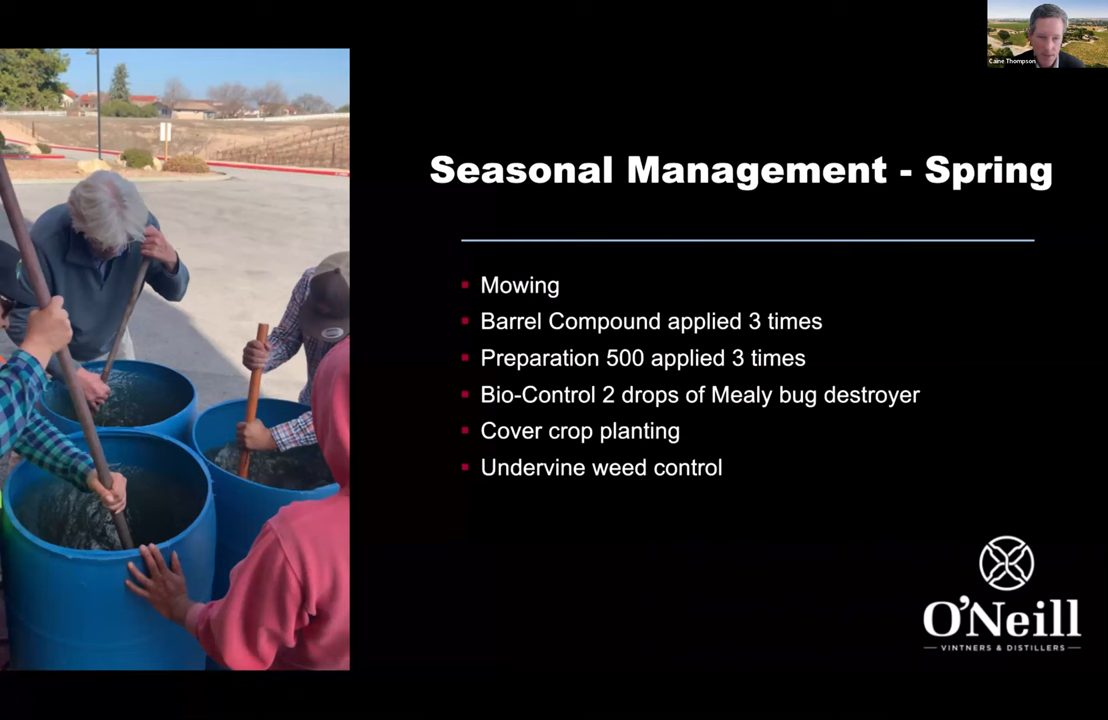 Caine Thompson
Seasonal Management - Spring
Mowing
Barrel Compound applied 3 times
Preparation 500 applied 3 times
Bio-Control 2 drops of Mealy bug destroyer
Cover crop planting
Undervine weed control
O'Neill
VINTNERS & DISTILLERS